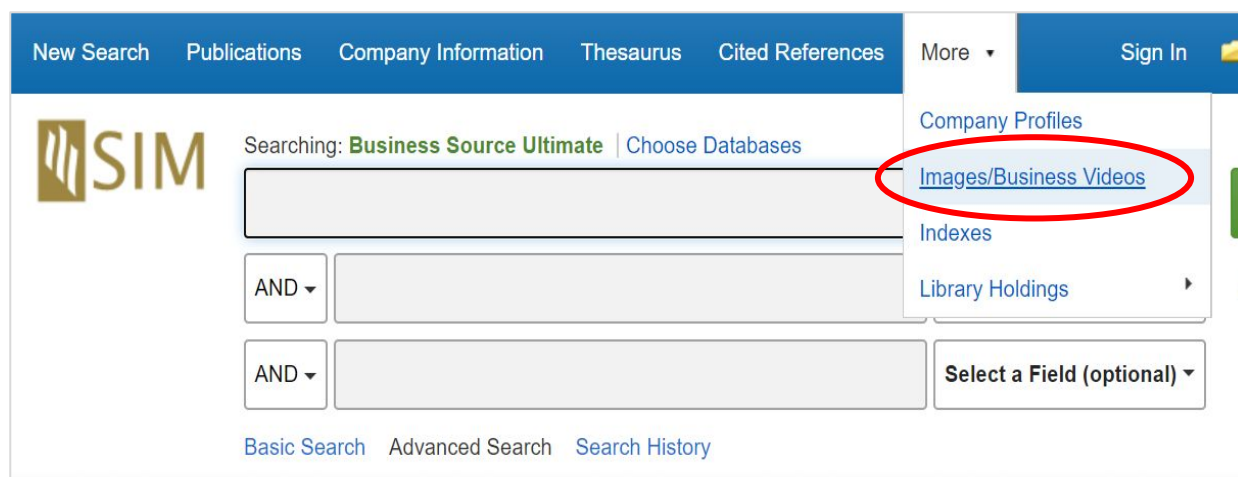 New Search Publications Company Information Thesaurus Cited References More Sign In
Company Profiles
SIM
Searching: Business Source Ultimate | Choose Databases
Images/Business Videos
Indexes
AND
Library Holdings
AND
Select a Field (optional)
Basic Search Advanced Search Search History